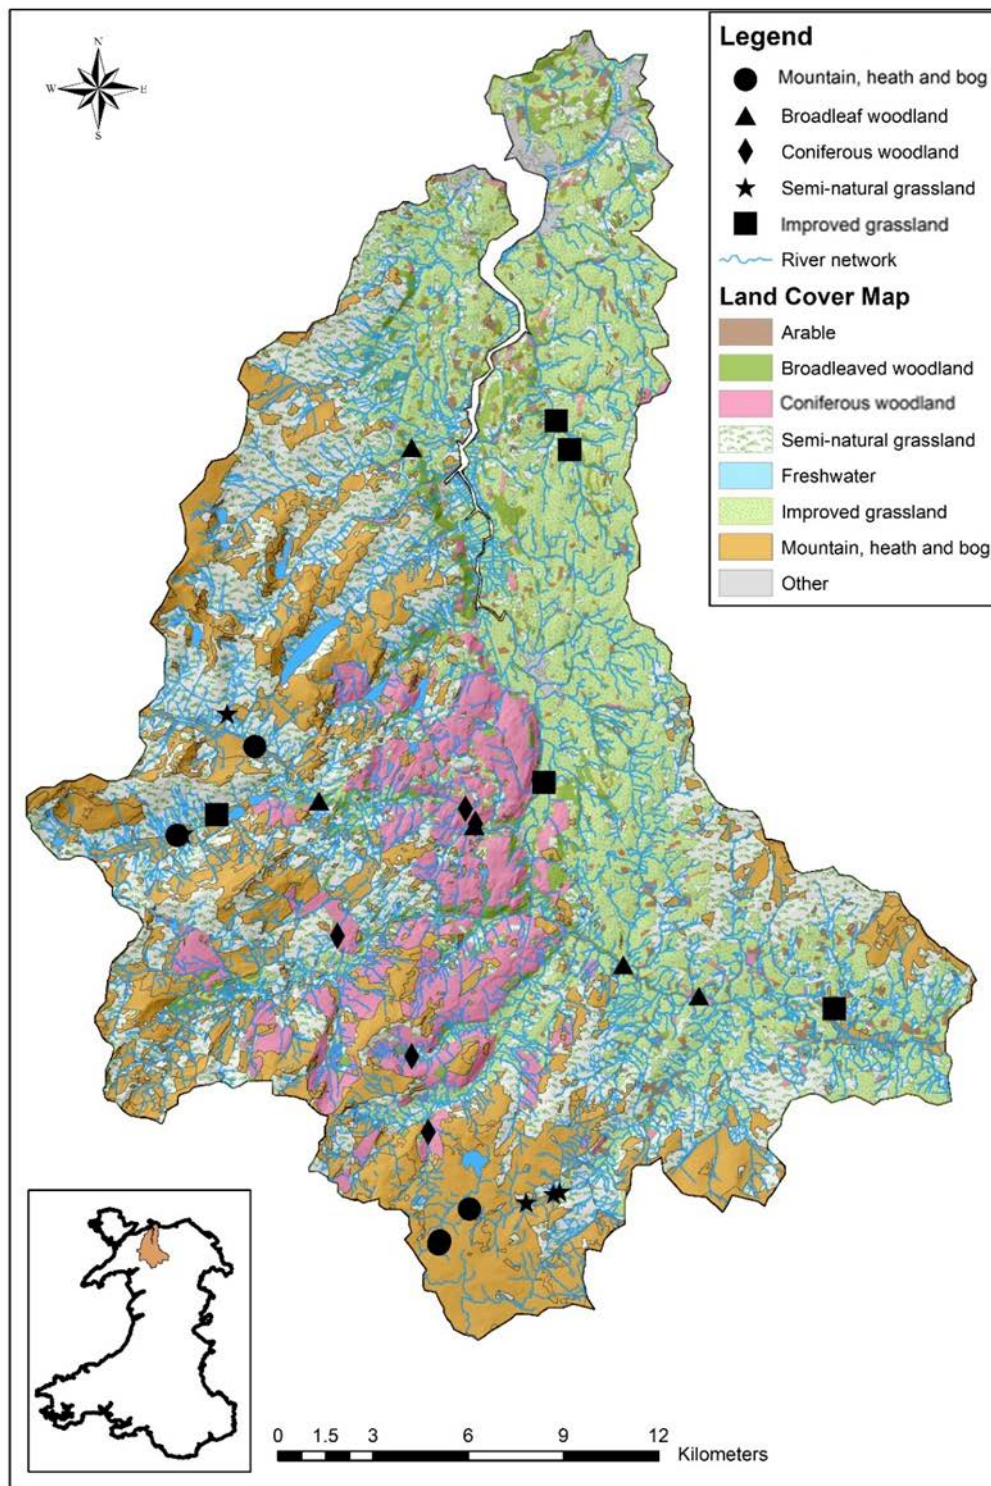 N
W
E
S
Legend
Mountain, heath and bog
Broadleaf woodland
Coniferous woodland
Semi-natural grassland
Improved grassland
River network
Land Cover Map
Arable
Broadleaved woodland
Coniferous woodland
Semi-natural grassland
Freshwater
Improved grassland
Mountain, heath and bog
Other
0 1.5 3 6 9 12
Kilometers